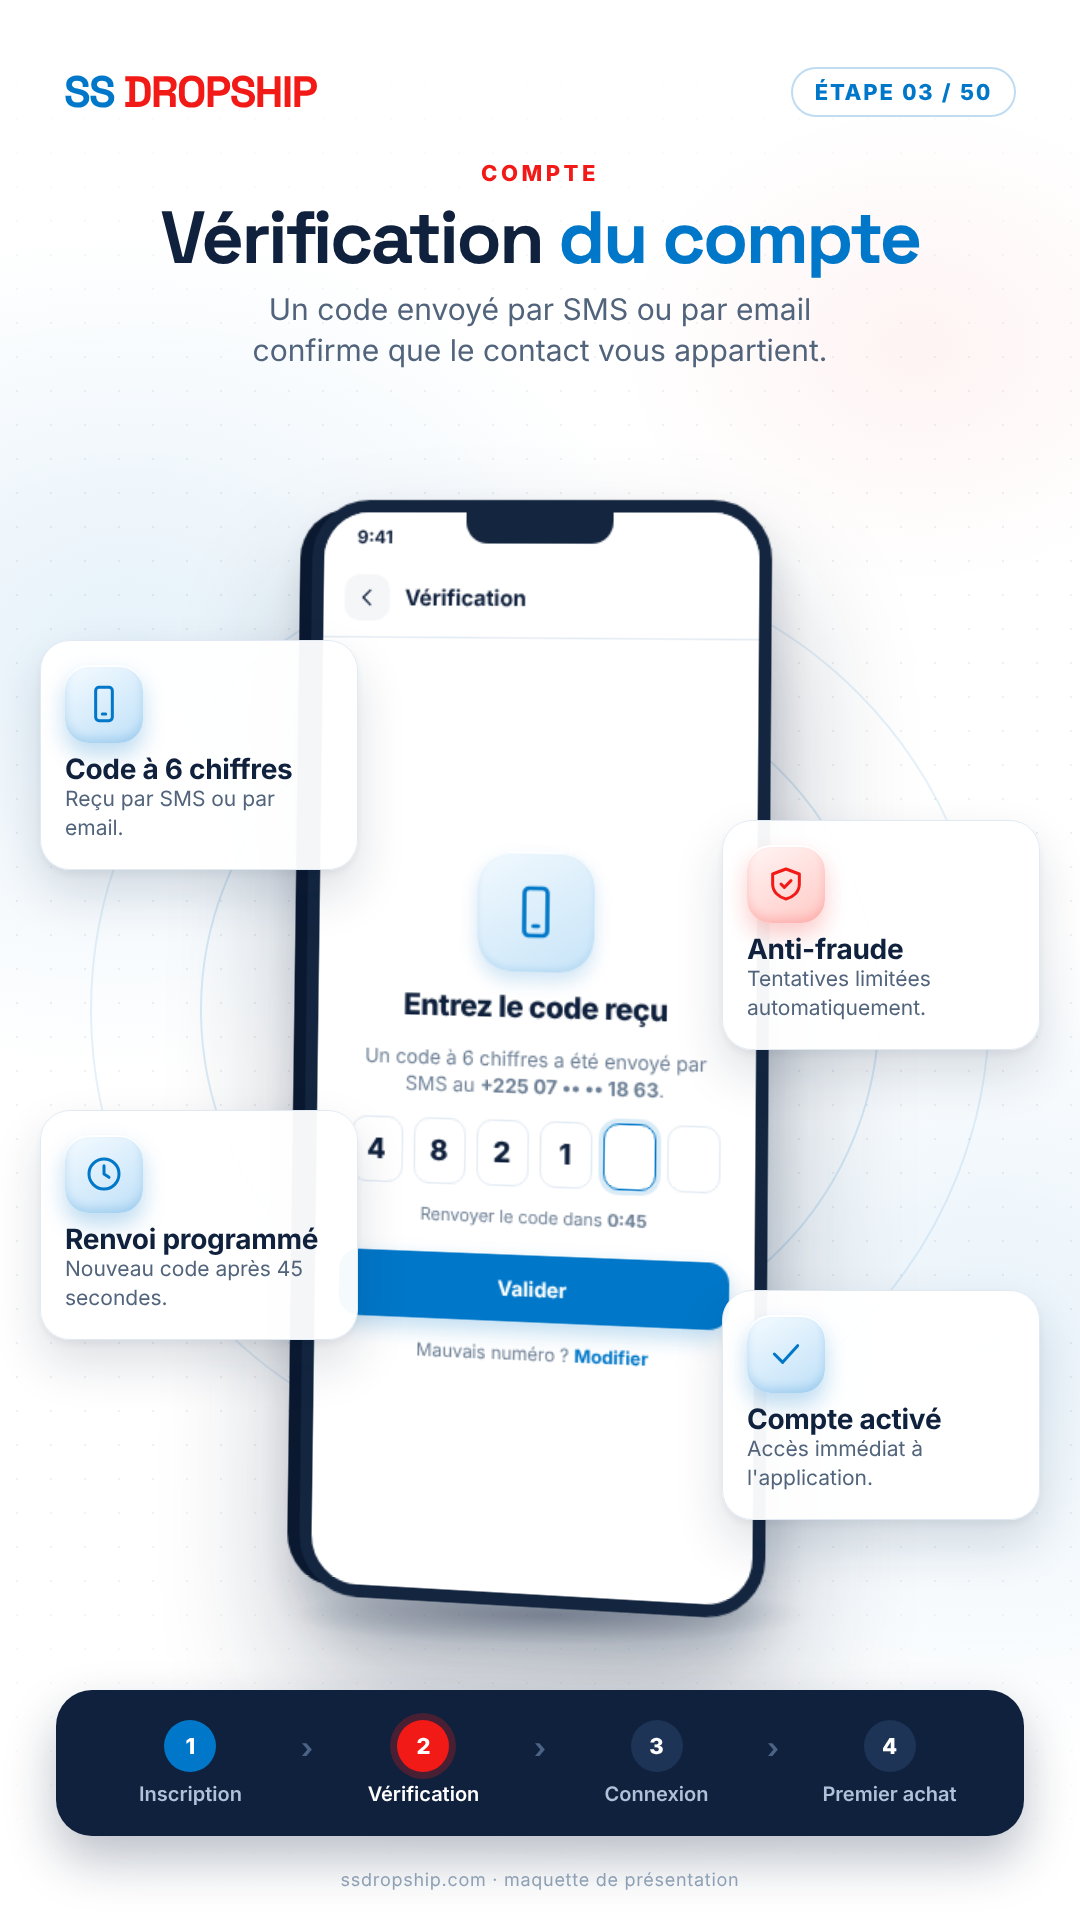 SS DROPSHIP
ÉTAPE 03 / 50
COMPTE
Vérification du compte
Un code envoyé par SMS ou par email
confirme que le contact vous appartient.
9:41
Vérification
Code à 6 chiffres
Reçu par SMS ou par
email.
Anti-fraude
Tentatives limitées
automatiquement.
Entrez le code reçu
Un code à 6 chiffres a été envoyé par
SMS au +225 07 •• •• 18 63.
4 8 2 1
Renvoyer le code dans 0:45
Renvoi programmé
Nouveau code après 45
secondes.
Valider
Mauvais numéro ? Modifier
Compte activé
Accès immédiat à
l'application.
1 › 2 › 3 › 4
Inscription Vérification Connexion Premier achat
ssdropship.com · maquette de présentation